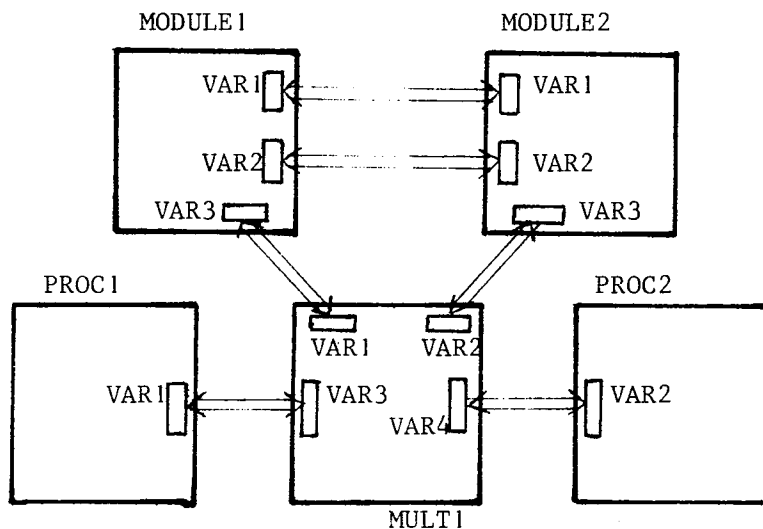 MODULE1
MODULE2
VAR1
VAR1
VAR2
VAR2
VAR3
VAR3
PROC1
PROC2
VAR1
VAR2
VAR1
VAR3
VAR4
VAR2
MULT1